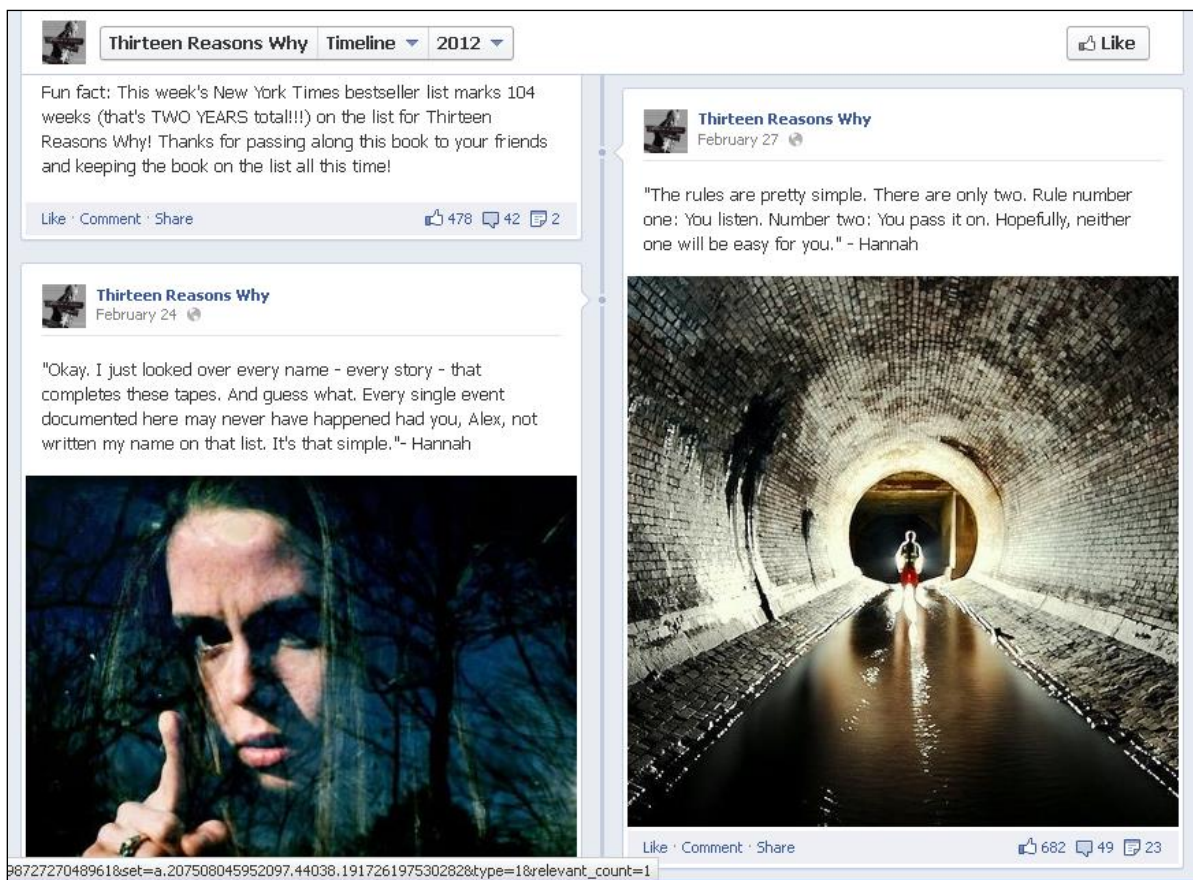 Thirteen Reasons Why Timeline 2012
Like
Fun fact: This week's New York Times bestseller list marks 104
weeks (that's TWO YEARS total!!!) on the list for Thirteen
Reasons Why! Thanks for passing along this book to your friends
and keeping the book on the list all this time!
Like · Comment · Share 478 42 2
Thirteen Reasons Why
February 24
"Okay. I just looked over every name - every story - that
completes these tapes. And guess what. Every single event
documented here may never have happened had you, Alex, not
written my name on that list. It's that simple."- Hannah
Thirteen Reasons Why
February 27
"The rules are pretty simple. There are only two. Rule number
one: You listen. Number two: You pass it on. Hopefully, neither
one will be easy for you." - Hannah
Like · Comment · Share 682 49 23
9872727048961&set=a.207508045952097.44038.191726197530282&type=1&relevant_count=1